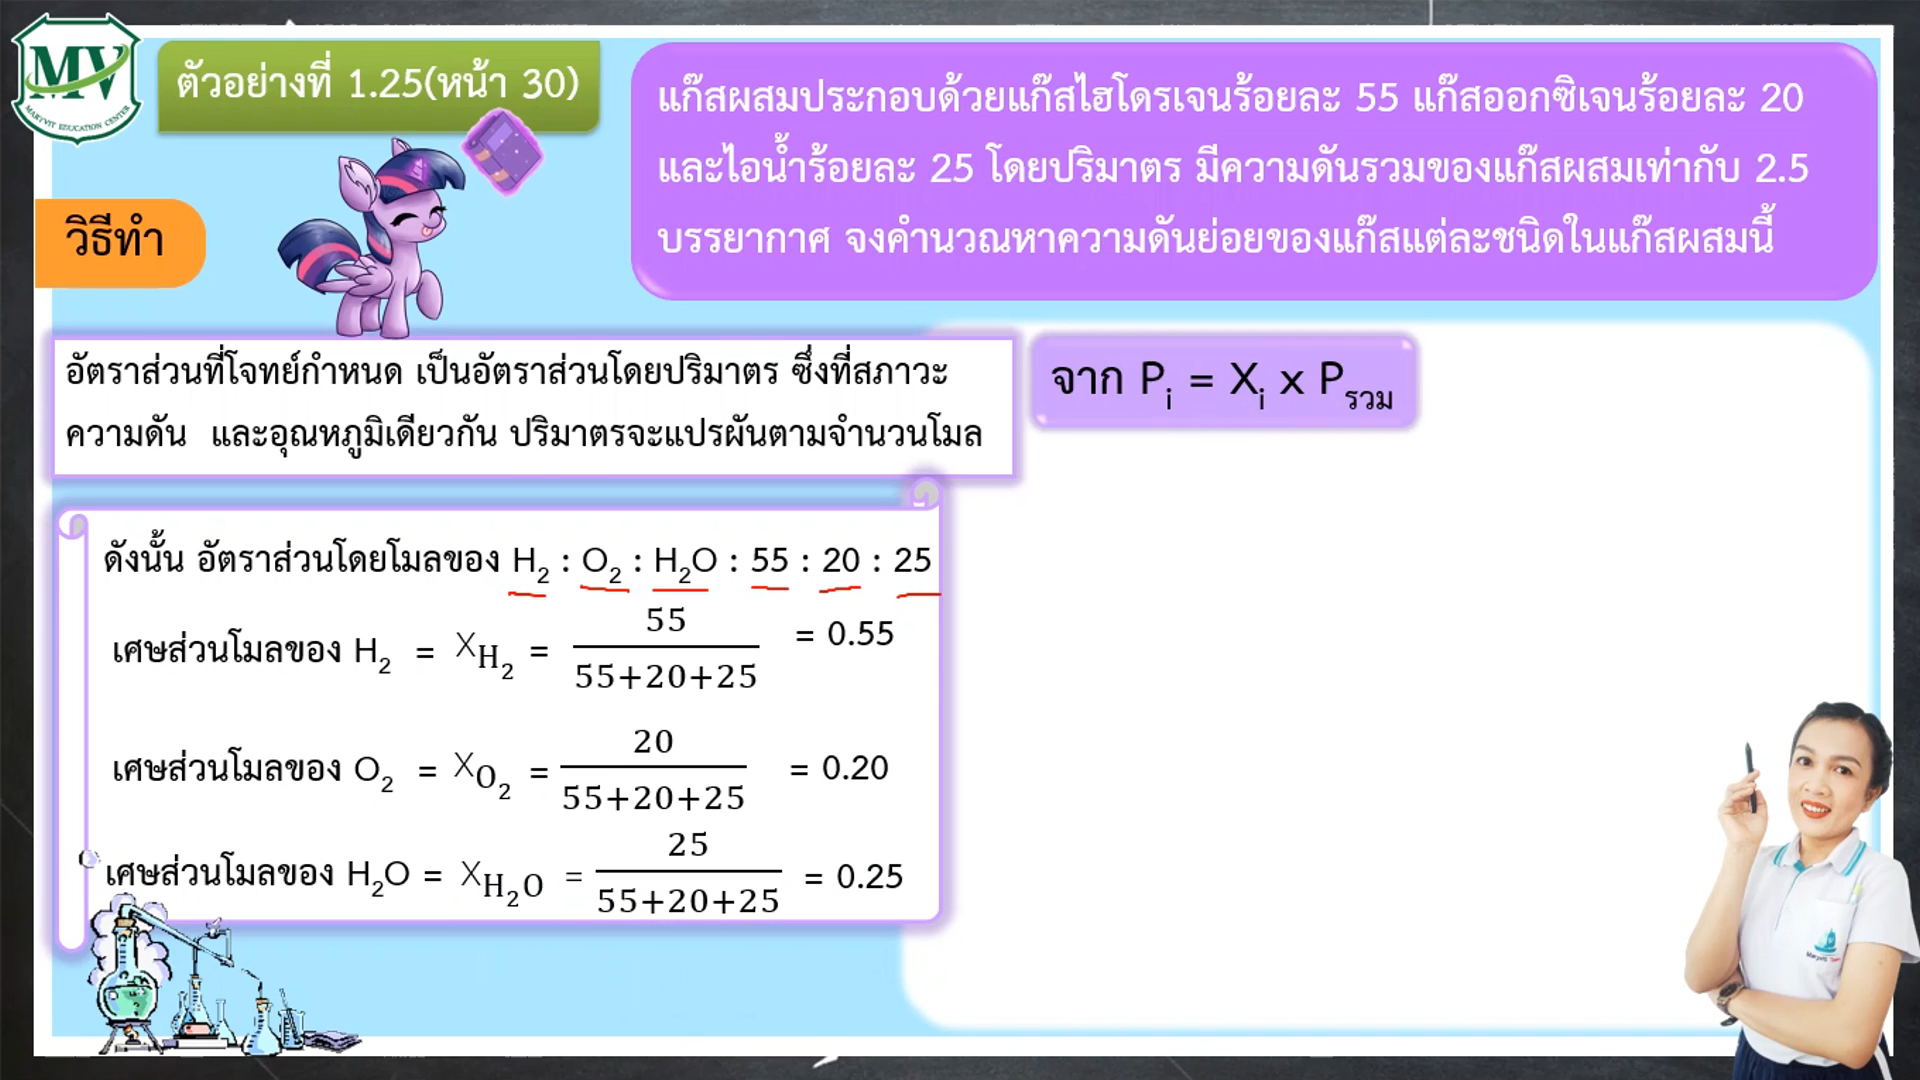 MV
MARYVIT EDUCATION CENTER
ตัวอย่างที่ 1.25(หน้า 30)
แก๊สผสมประกอบด้วยแก๊สไฮโดรเจนร้อยละ 55 แก๊สออกซิเจนร้อยละ 20
และไอน้ำร้อยละ 25 โดยปริมาตร มีความดันรวมของแก๊สผสมเท่ากับ 2.5
บรรยากาศ จงคำนวณหาความดันย่อยของแก๊สแต่ละชนิดในแก๊สผสมนี้
วิธีทำ
อัตราส่วนที่โจทย์กำหนด เป็นอัตราส่วนโดยปริมาตร ซึ่งที่สภาวะ
ความดัน และอุณหภูมิเดียวกัน ปริมาตรจะแปรผันตามจำนวนโมล
จาก Pᵢ = Xᵢ x Pรวม
ดังนั้น อัตราส่วนโดยโมลของ H₂ : O₂ : H₂O : 55 : 20 : 25
เศษส่วนโมลของ H₂ = X_H₂ = 55/(55+20+25) = 0.55
เศษส่วนโมลของ O₂ = X_O₂ = 20/(55+20+25) = 0.20
เศษส่วนโมลของ H₂O = X_H₂O = 25/(55+20+25) = 0.25